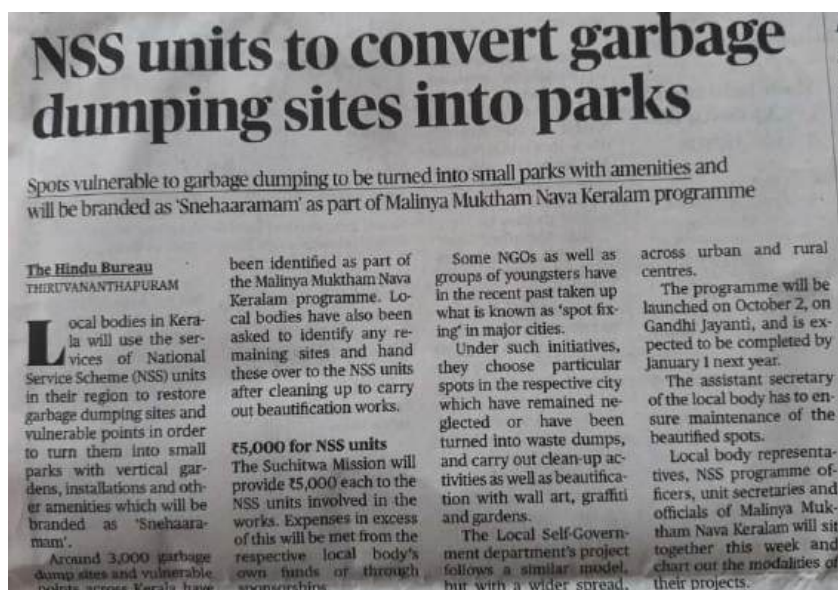 NSS units to convert garbage
dumping sites into parks
Spots vulnerable to garbage dumping to be turned into small parks with amenities and
will be branded as 'Snehaaramam' as part of Malinya Muktham Nava Keralam programme
The Hindu Bureau
THIRUVANANTHAPURAM
Local bodies in Kera-
la will use the ser-
vices of National
Service Scheme (NSS) units
in their region to restore
garbage dumping sites and
vulnerable points in order
to turn them into small
parks with vertical gar-
dens, installations and oth-
er amenities which will be
branded as 'Snehaara-
mam'.
Around 3,000 garbage
dump sites and vulnerable
points across Kerala have
been identified as part of
the Malinya Muktham Nava
Keralam programme. Lo-
cal bodies have also been
asked to identify any re-
maining sites and hand
these over to the NSS units
after cleaning up to carry
out beautification works.
₹5,000 for NSS units
The Suchitwa Mission will
provide ₹5,000 each to the
NSS units involved in the
works. Expenses in excess
of this will be met from the
respective local body's
own funds or through
sponsorships.
Some NGOs as well as
groups of youngsters have
in the recent past taken up
what is known as 'spot fix-
ing' in major cities.
Under such initiatives,
they choose particular
spots in the respective city
which have remained ne-
glected or have been
turned into waste dumps,
and carry out clean-up ac-
tivities as well as beautifica-
tion with wall art, graffiti
and gardens.
The Local Self-Govern-
ment department's project
follows a similar model,
but with a wider spread,
across urban and rural
centres.
The programme will be
launched on October 2, on
Gandhi Jayanti, and is ex-
pected to be completed by
January 1 next year.
The assistant secretary
of the local body has to en-
sure maintenance of the
beautified spots.
Local body representa-
tives, NSS programme of-
ficers, unit secretaries and
officials of Malinya Muk-
tham Nava Keralam will sit
together this week and
chart out the modalities of
their projects.